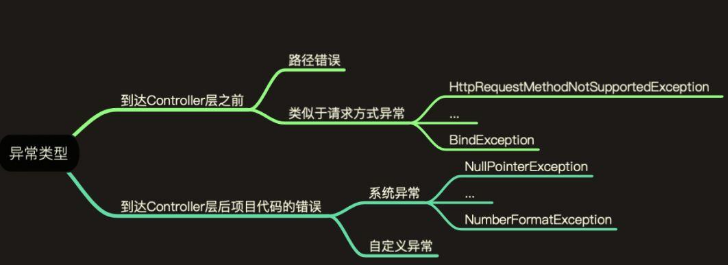 异常类型
到达Controller层之前
路径错误
类似于请求方式异常
HttpRequestMethodNotSupportedException
...
BindException
到达Controller层后项目代码的错误
系统异常
NullPointerException
...
NumberFormatException
自定义异常